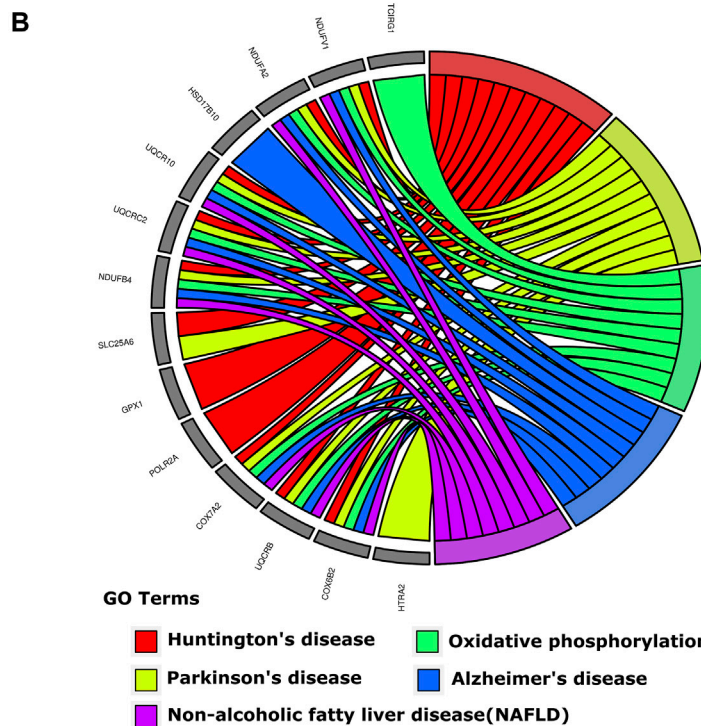 B
TCIRG1
NDUFV1
NDUFA2
HSD17B10
UQCR10
UQCRC2
NDUFB4
SLC25A6
GPX1
POLR2A
COX7A2
UQCRB
COX6B2
HTRA2
GO Terms
Huntington's disease
Oxidative phosphorylation
Parkinson's disease
Alzheimer's disease
Non-alcoholic fatty liver disease(NAFLD)